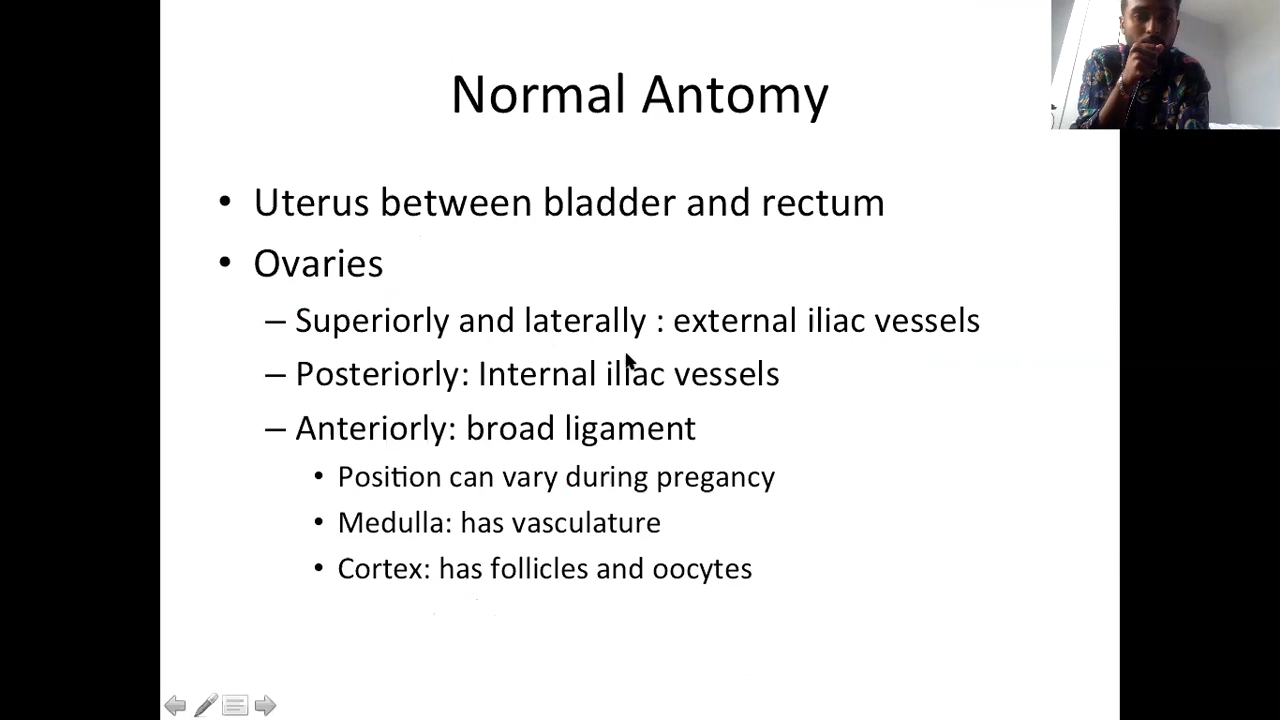 Normal Antomy
• Uterus between bladder and rectum
• Ovaries
– Superiorly and laterally : external iliac vessels
– Posteriorly: Internal iliac vessels
– Anteriorly: broad ligament
• Position can vary during pregancy
• Medulla: has vasculature
• Cortex: has follicles and oocytes